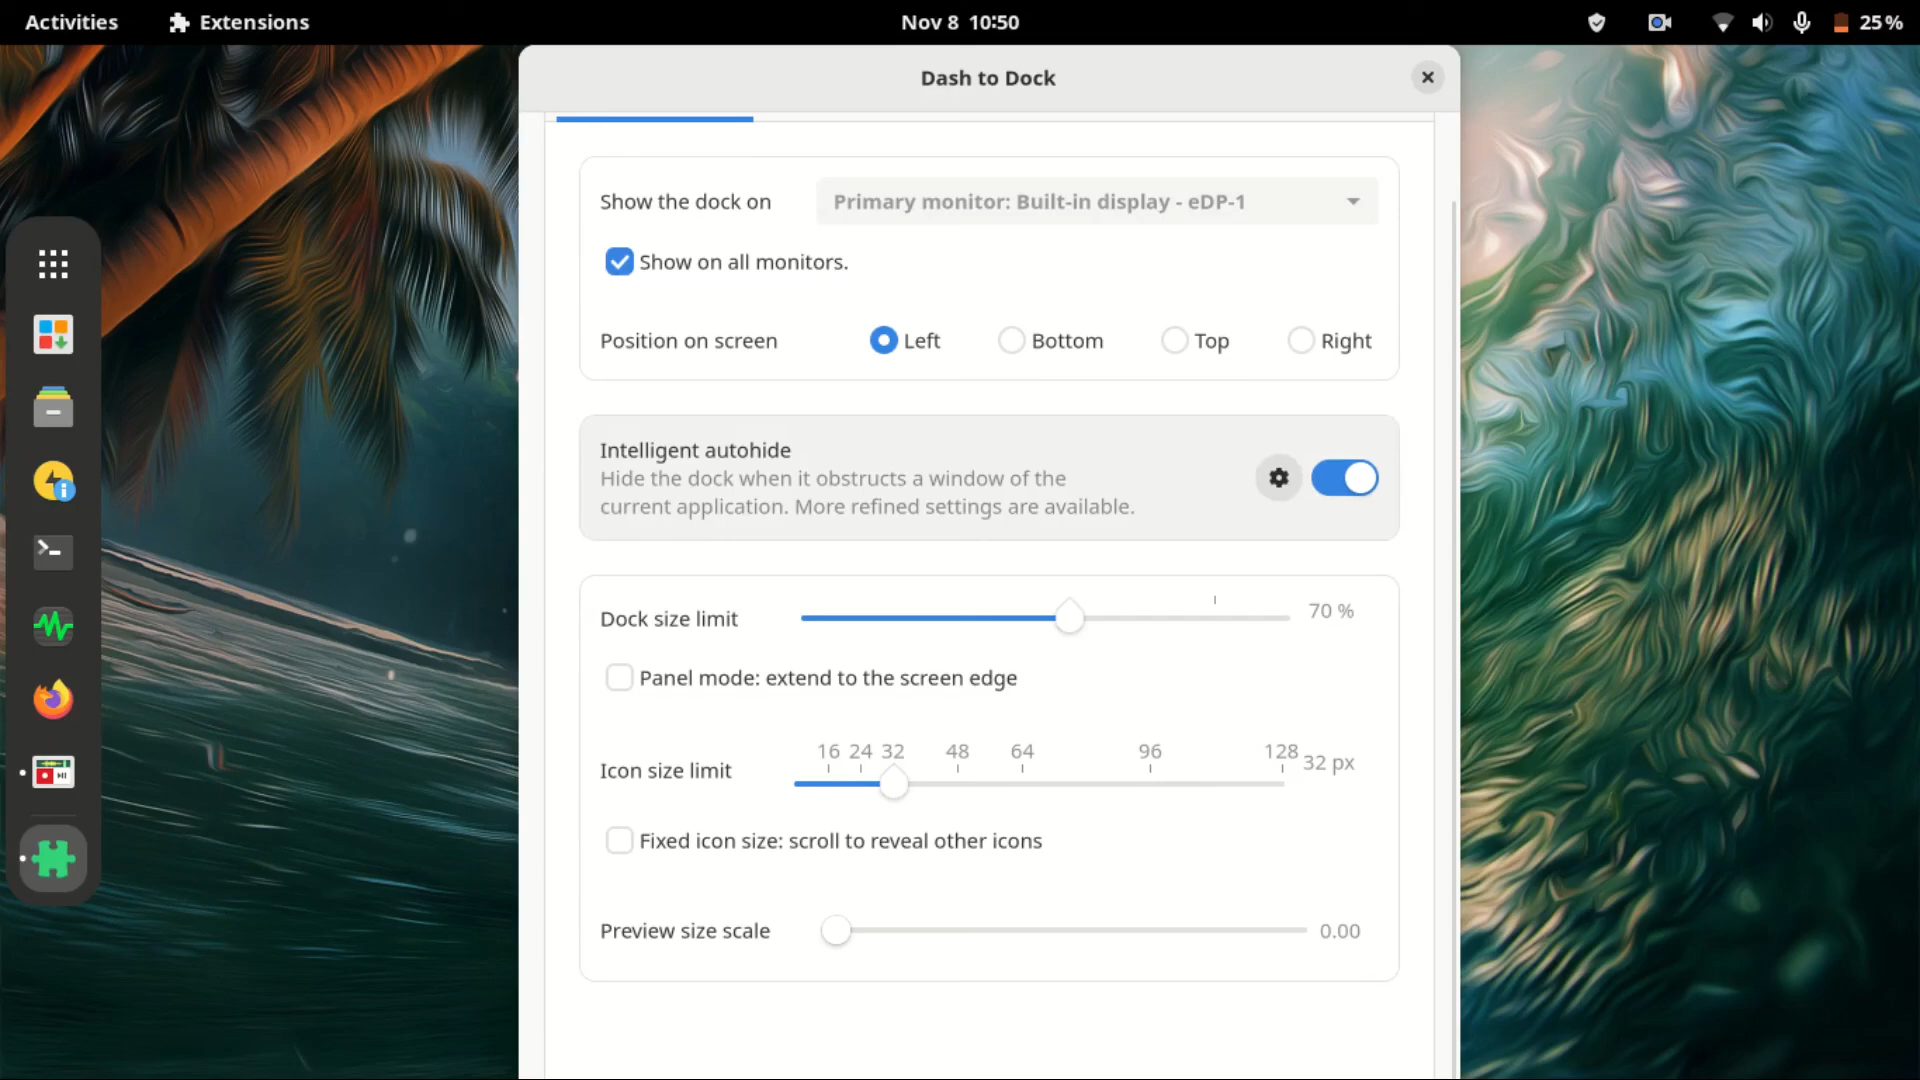 Activities
Extensions
Nov 8 10:50
25%
Dash to Dock
Show the dock on
Primary monitor: Built-in display - eDP-1
Show on all monitors.
Position on screen
Left
Bottom
Top
Right
Intelligent autohide
Hide the dock when it obstructs a window of the
current application. More refined settings are available.
Dock size limit
70 %
Panel mode: extend to the screen edge
16 24 32 48 64 96 128
Icon size limit
32 px
Fixed icon size: scroll to reveal other icons
Preview size scale
0.00